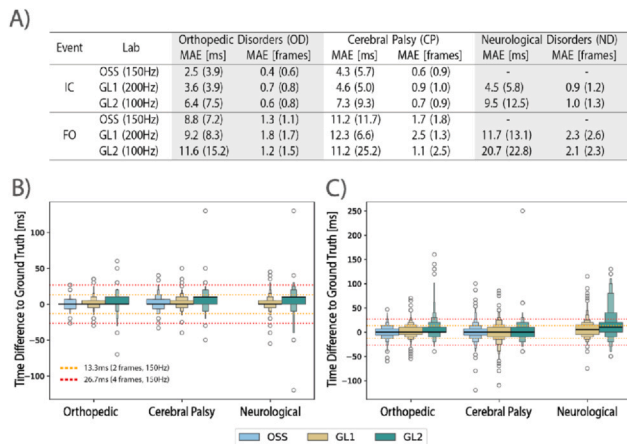 A)
Event Lab Orthopedic Disorders (OD) Cerebral Palsy (CP) Neurological Disorders (ND)
MAE [ms] MAE [frames] MAE [ms] MAE [frames] MAE [ms] MAE [frames]
OSS (150Hz) 2.5 (3.9) 0.4 (0.6) 4.3 (5.7) 0.6 (0.9) - -
IC GL1 (200Hz) 3.6 (3.9) 0.7 (0.8) 4.6 (5.0) 0.9 (1.0) 4.5 (5.8) 0.9 (1.2)
GL2 (100Hz) 6.4 (7.5) 0.6 (0.8) 7.3 (9.3) 0.7 (0.9) 9.5 (12.5) 1.0 (1.3)
OSS (150Hz) 8.8 (7.2) 1.3 (1.1) 11.2 (11.7) 1.7 (1.8) - -
FO GL1 (200Hz) 9.2 (8.3) 1.8 (1.7) 12.3 (6.6) 2.5 (1.3) 11.7 (13.1) 2.3 (2.6)
GL2 (100Hz) 11.6 (15.2) 1.2 (1.5) 11.2 (25.2) 1.1 (2.5) 20.7 (22.8) 2.1 (2.3)
B)
Time Difference to Ground Truth [ms]
100
50
0
−50
−100
13.3ms (2 frames, 150Hz)
26.7ms (4 frames, 150Hz)
Orthopedic Cerebral Palsy Neurological
C)
Time Difference to Ground Truth [ms]
250
200
150
100
50
0
−50
−100
Orthopedic Cerebral Palsy Neurological
OSS GL1 GL2